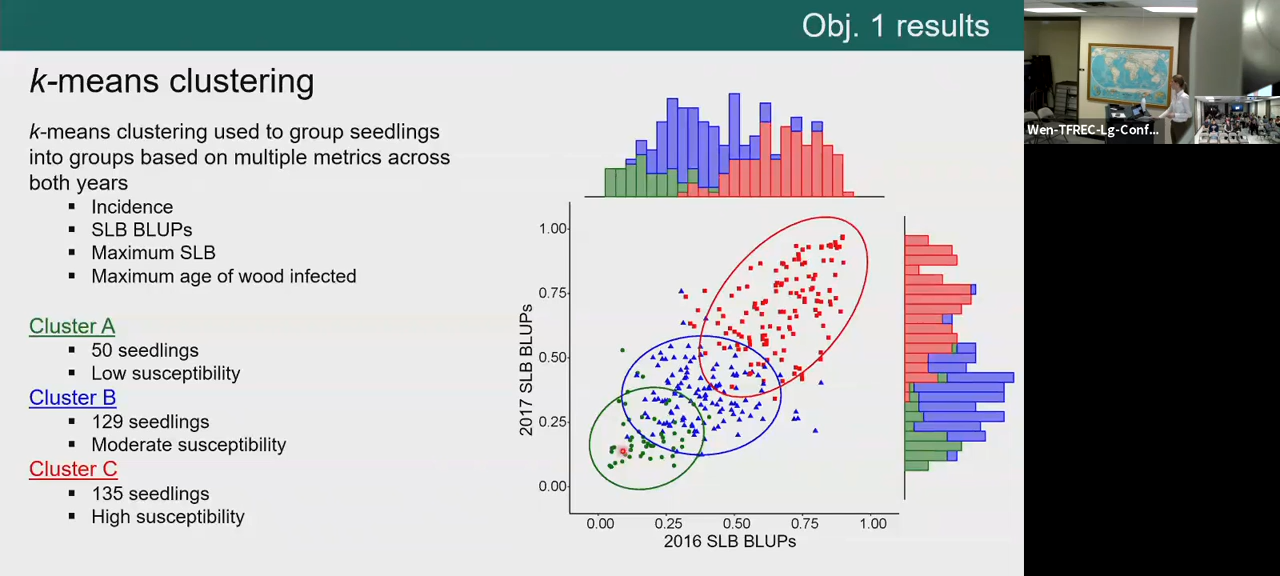 Obj. 1 results
k-means clustering
k-means clustering used to group seedlings
into groups based on multiple metrics across
both years
▪ Incidence
▪ SLB BLUPs
▪ Maximum SLB
▪ Maximum age of wood infected
Cluster A
▪ 50 seedlings
▪ Low susceptibility
Cluster B
▪ 129 seedlings
▪ Moderate susceptibility
Cluster C
▪ 135 seedlings
▪ High susceptibility
2017 SLB BLUPs
1.00
0.75
0.50
0.25
0.00
0.00 0.25 0.50 0.75 1.00
2016 SLB BLUPs
Wen-TFREC-Lg-Conf...